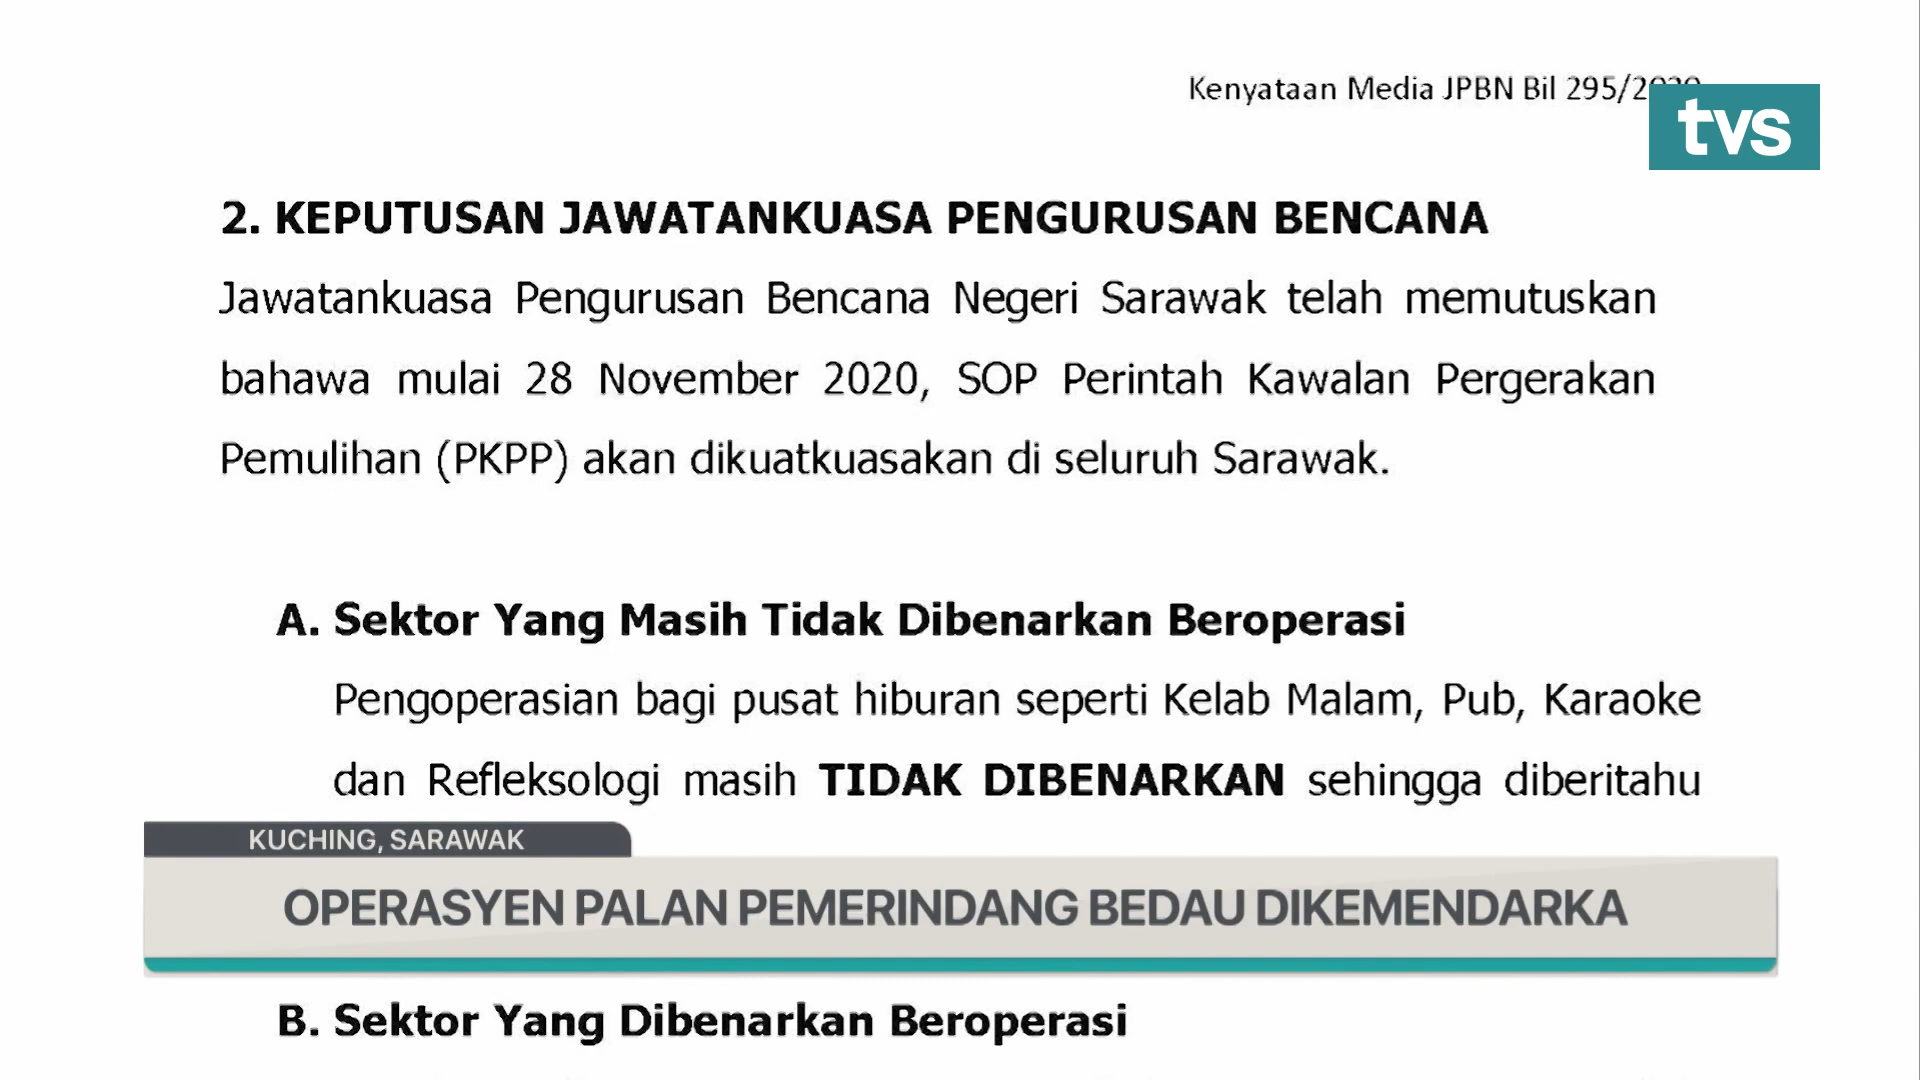 Kenyataan Media JPBN Bil 295/2020
tvs
2. KEPUTUSAN JAWATANKUASA PENGURUSAN BENCANA
Jawatankuasa Pengurusan Bencana Negeri Sarawak telah memutuskan
bahawa mulai 28 November 2020, SOP Perintah Kawalan Pergerakan
Pemulihan (PKPP) akan dikuatkuasakan di seluruh Sarawak.
A. Sektor Yang Masih Tidak Dibenarkan Beroperasi
Pengoperasian bagi pusat hiburan seperti Kelab Malam, Pub, Karaoke
dan Refleksologi masih TIDAK DIBENARKAN sehingga diberitahu
KUCHING, SARAWAK
OPERASYEN PALAN PEMERINDANG BEDAU DIKEMENDARKA
B. Sektor Yang Dibenarkan Beroperasi